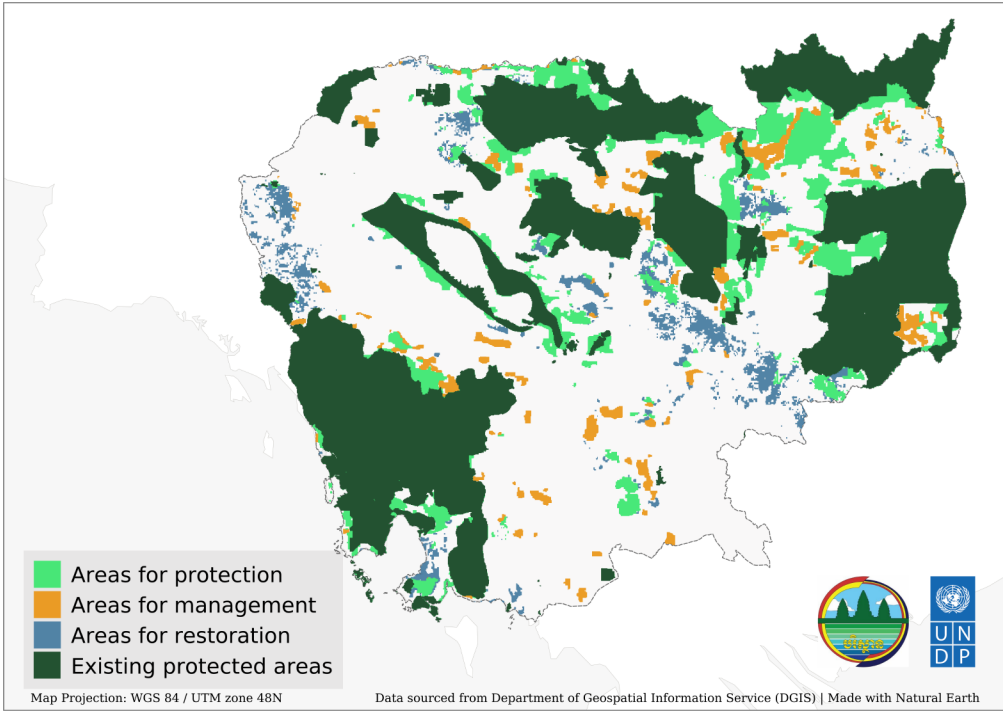 Areas for protection
Areas for management
Areas for restoration
Existing protected areas
U N
D P
Map Projection: WGS 84 / UTM zone 48N
Data sourced from Department of Geospatial Information Service (DGIS) | Made with Natural Earth